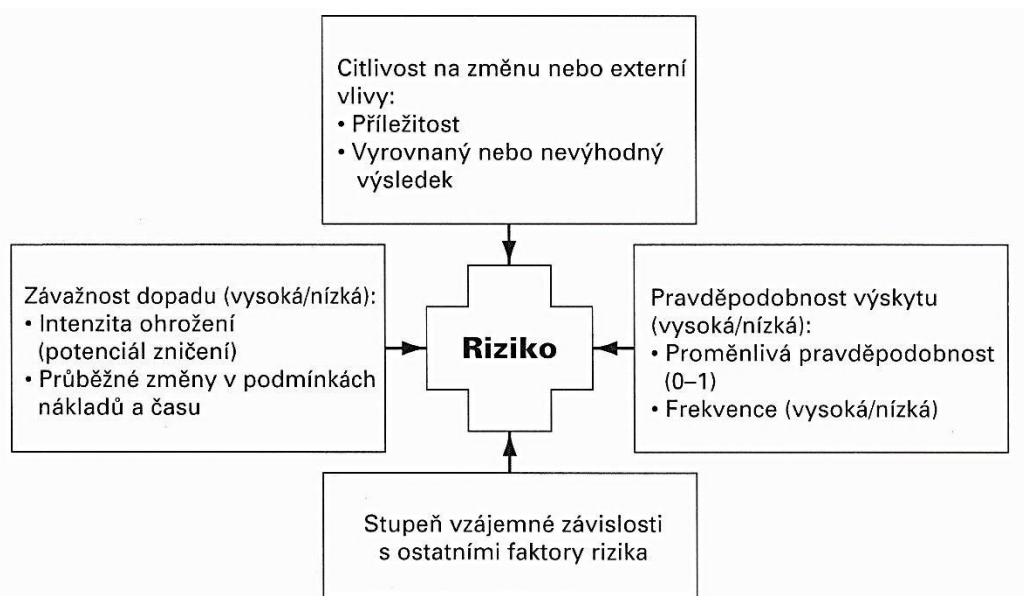 Citlivost na změnu nebo externí
vlivy:
• Příležitost
• Vyrovnaný nebo nevýhodný
výsledek
Závažnost dopadu (vysoká/nízká):
• Intenzita ohrožení
(potenciál zničení)
• Průběžné změny v podmínkách
nákladů a času
Riziko
Pravděpodobnost výskytu
(vysoká/nízká):
• Proměnlivá pravděpodobnost
(0–1)
• Frekvence (vysoká/nízká)
Stupeň vzájemné závislosti
s ostatními faktory rizika